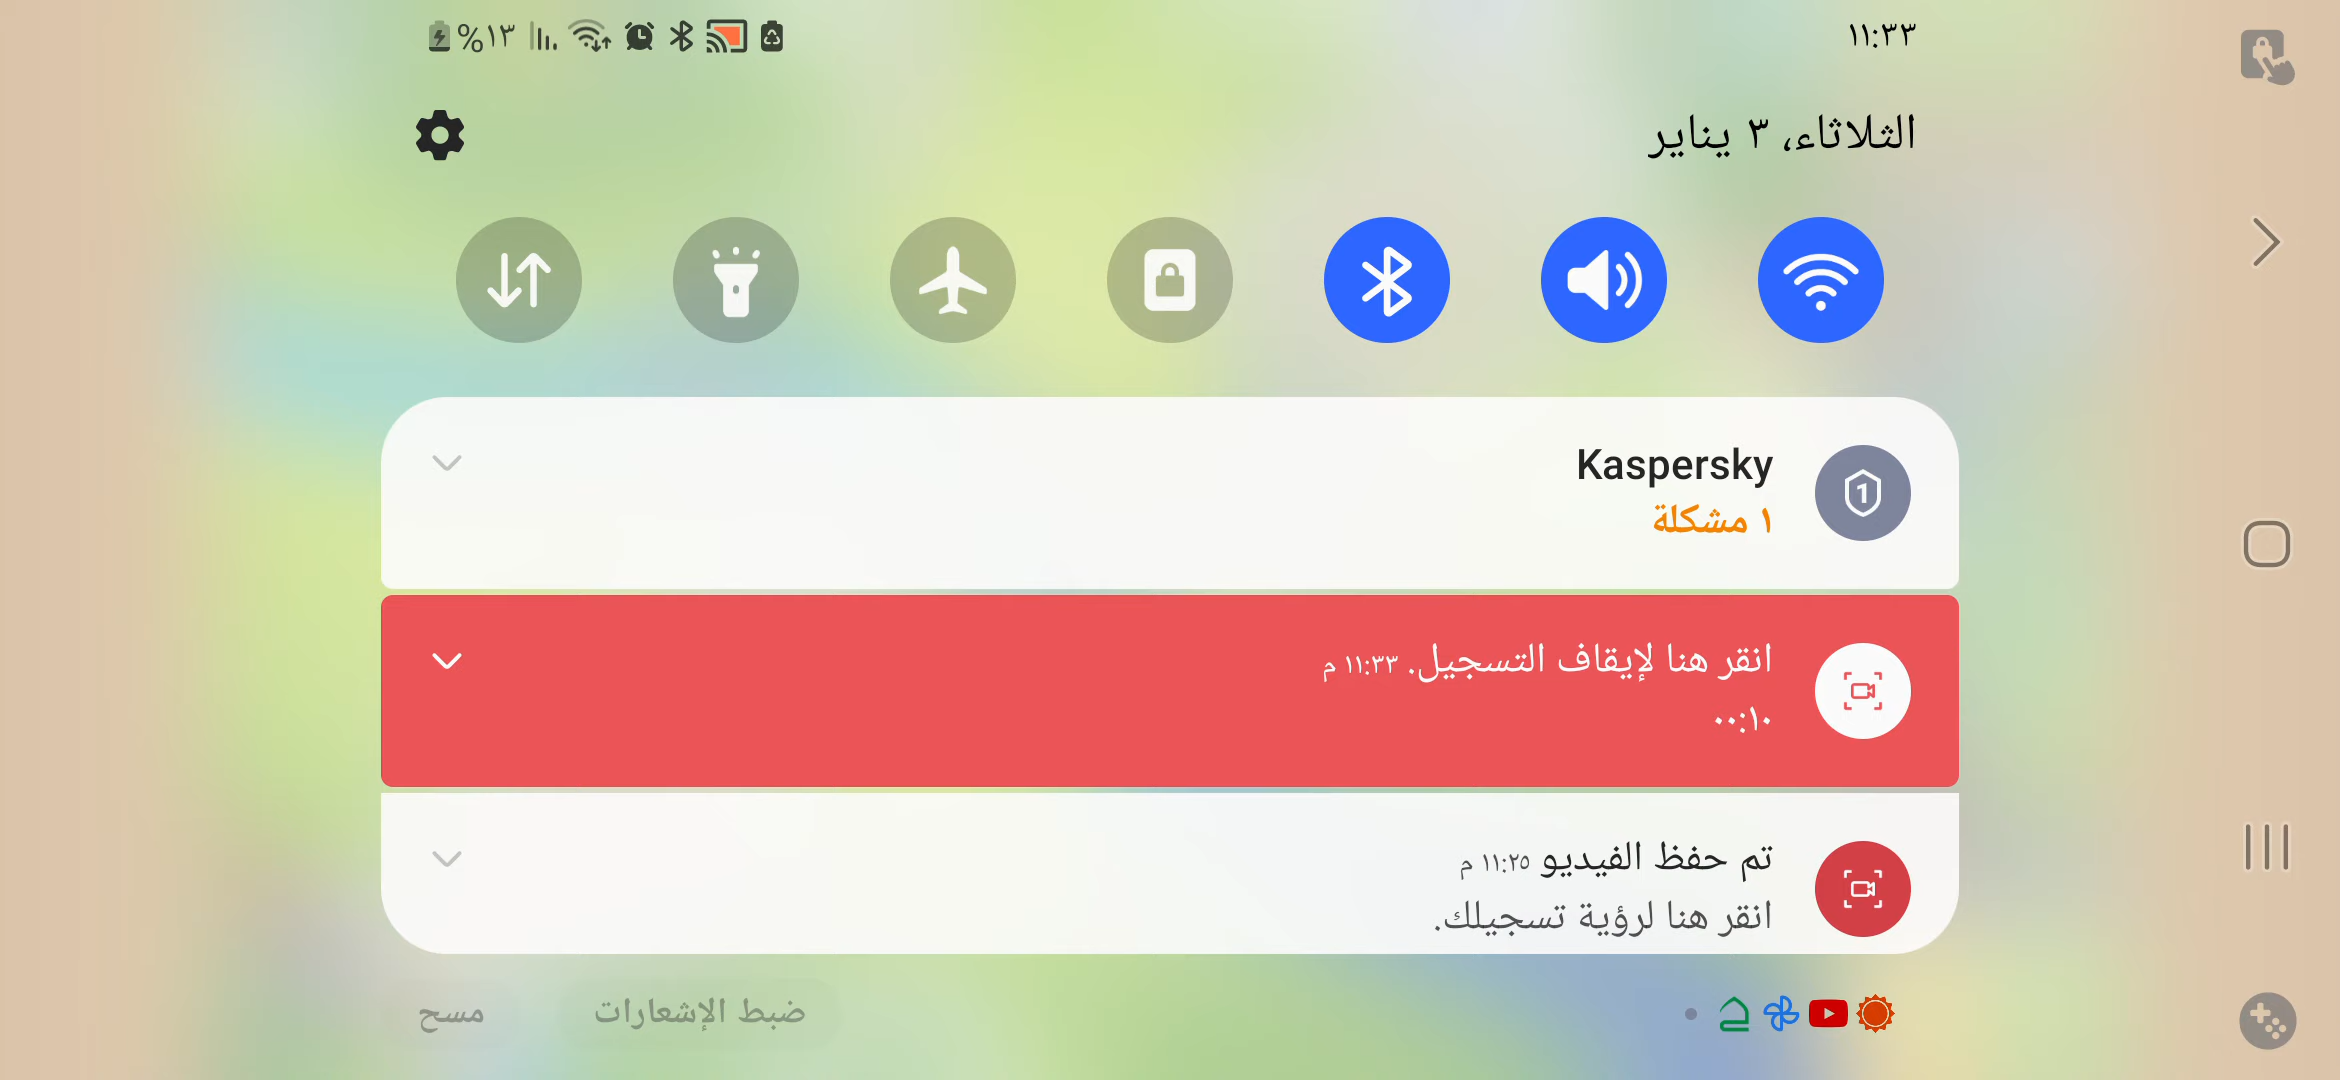 ١١:٣٣
%١٣
الثلاثاء، ٣ يناير
Kaspersky
١ مشكلة
انقر هنا لإيقاف التسجيل. ١١:٣٣ م
٠٠:١٠
تم حفظ الفيديو ١١:٢٥ م
انقر هنا لرؤية تسجيلك.
ضبط الإشعارات
مسح